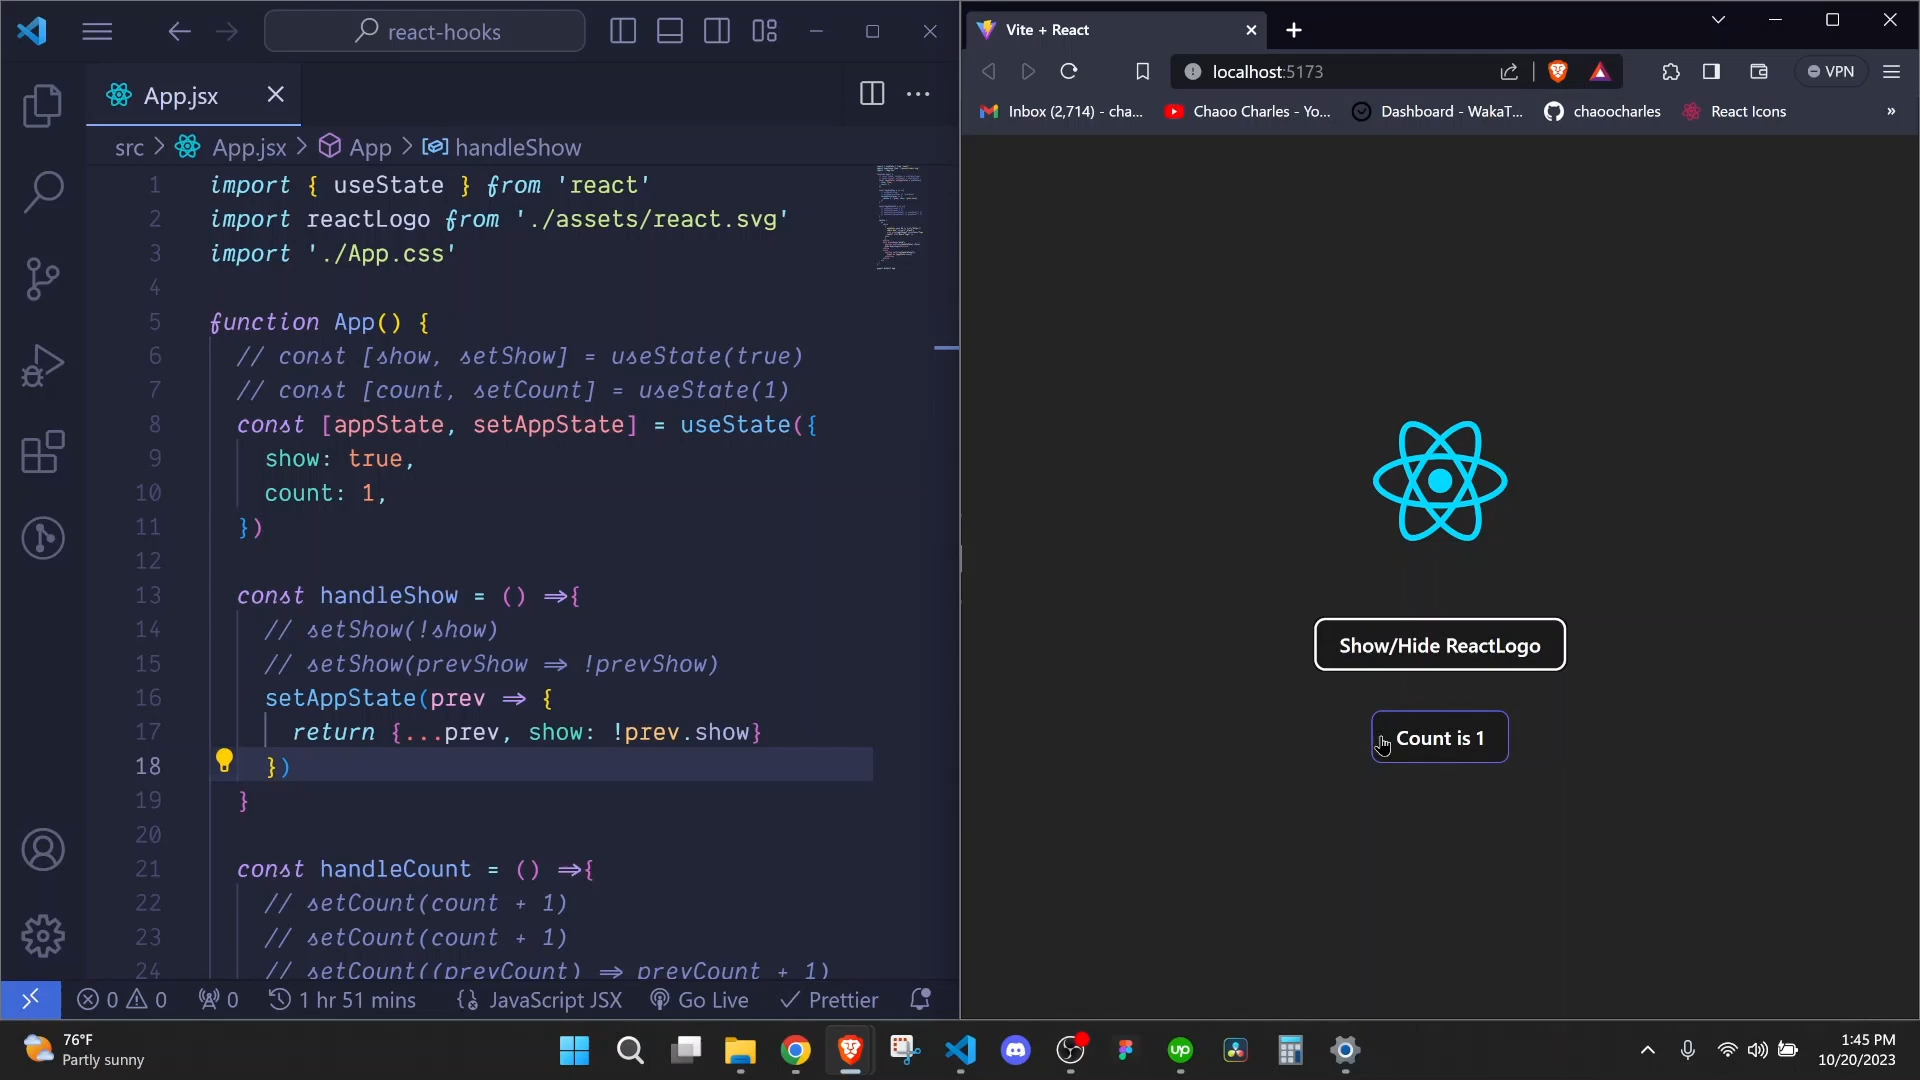 react-hooks
App.jsx
src > App.jsx > App > handleShow
1 import { useState } from 'react'
2 import reactLogo from './assets/react.svg'
3 import './App.css'
4
5 function App() {
6 // const [show, setShow] = useState(true)
7 // const [count, setCount] = useState(1)
8 const [appState, setAppState] = useState({
9 show: true,
10 count: 1,
11 })
12
13 const handleShow = () => {
14 // setShow(!show)
15 // setShow(prevShow => !prevShow)
16 setAppState(prev => {
17 return {...prev, show: !prev.show}
18 })
19 }
20
21 const handleCount = () => {
22 // setCount(count + 1)
23 // setCount(count + 1)
24 // setCount((prevCount) => prevCount + 1)
0 0 0 1 hr 51 mins JavaScript JSX Go Live Prettier
Vite + React
localhost:5173
VPN
Inbox (2,714) - cha... Chaoo Charles - Yo... Dashboard - WakaT... chaoocharles React Icons »
Show/Hide ReactLogo
Count is 1
76°F
Partly sunny
up
1:45 PM
10/20/2023